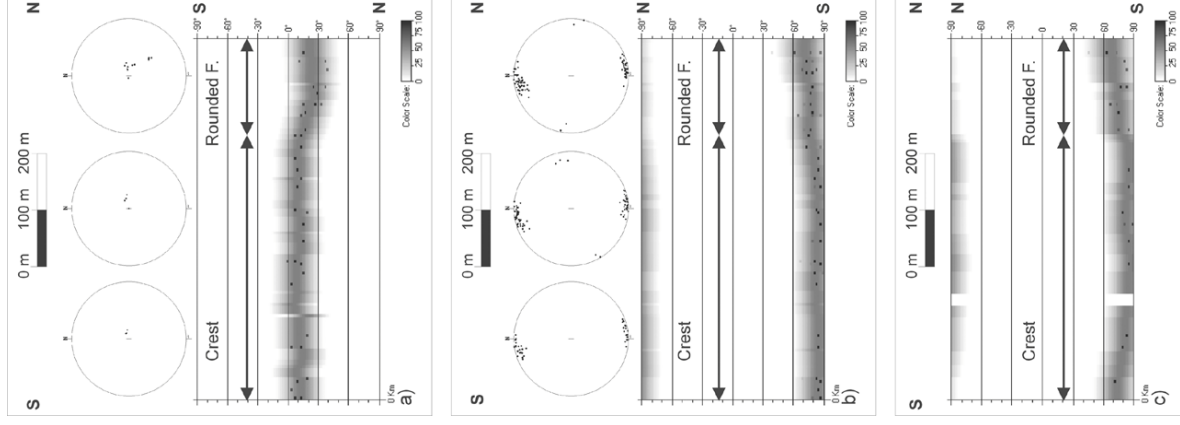 S N
0 m 100 m 200 m
N N N
S
-90°
-60°
-30°
0°
30°
60°
90°
N
Crest Rounded F.
0 Km
Color Scale: 0 25 50 75 100
a)
S N
0 m 100 m 200 m
N N N
N
-90°
-60°
-30°
0°
30°
60°
90°
S
Crest Rounded F.
0 Km
Color Scale: 0 25 50 75 100
b)
S N
0 m 100 m 200 m
N
-90
-60
-30
0
30
60
90
S
Crest Rounded F.
0 Km
Color Scale: 0 25 50 75 100
c)